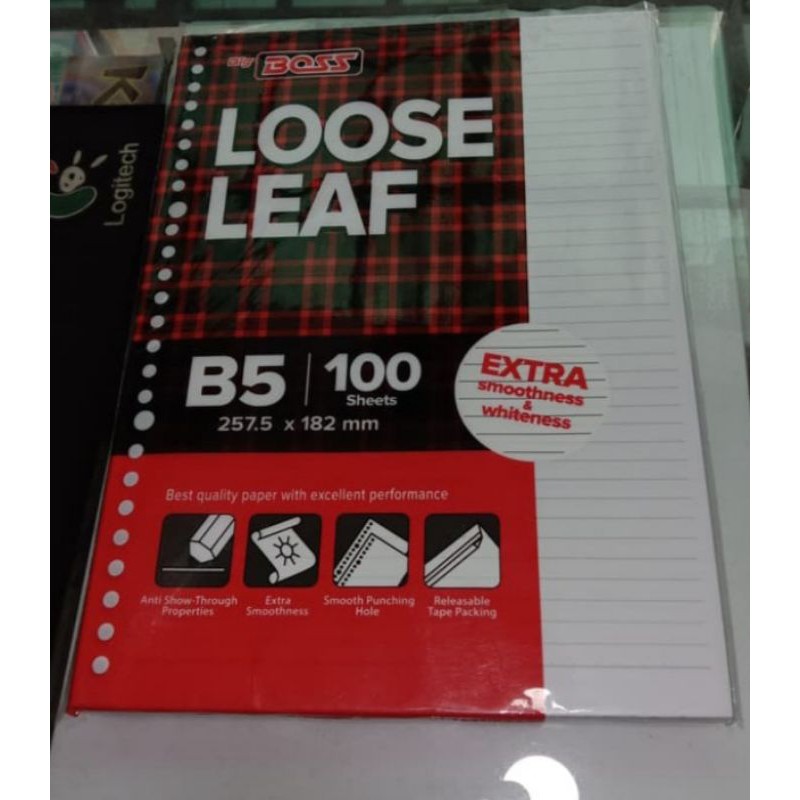 Big BOSS
LOOSE
LEAF
B5 | 100
Sheets
257.5 x 182 mm
EXTRA
smoothness
&
whiteness
Best quality paper with excellent performance
Anti Show-Through
Properties
Extra
Smoothness
Smooth Punching
Hole
Releasable
Tape Packing
Logitech